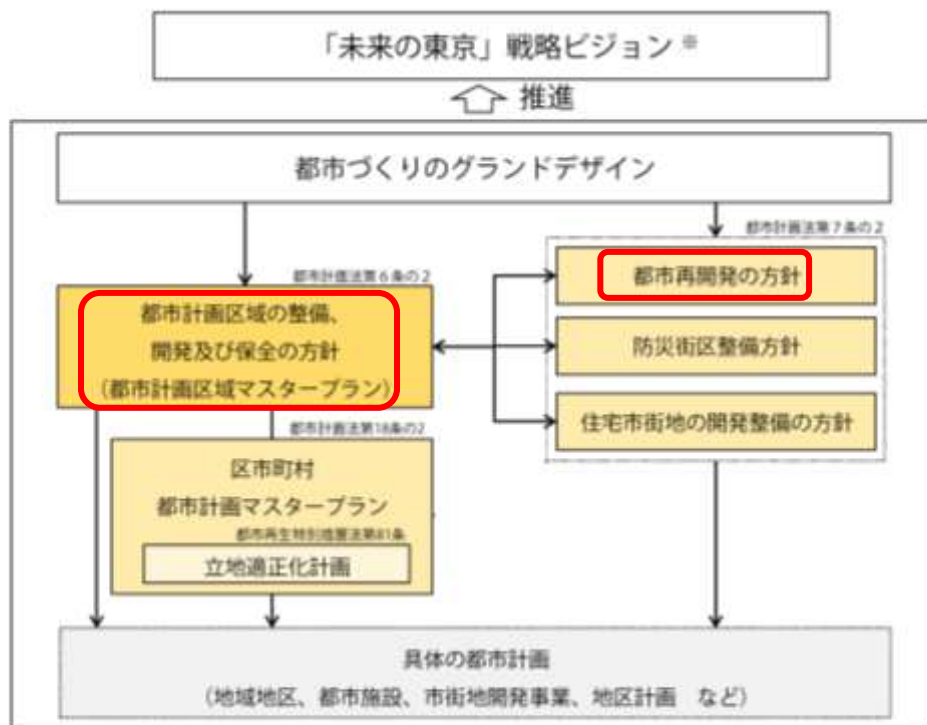 「未来の東京」戦略ビジョン※
推進
都市づくりのグランドデザイン
都市計画法第7条の2
都市計画法第6条の2
都市再開発の方針
都市計画区域の整備、
開発及び保全の方針
（都市計画区域マスタープラン）
防災街区整備方針
住宅市街地の開発整備の方針
都市計画法第18条の2
区市町村
都市計画マスタープラン
都市再生特別措置法第81条
立地適正化計画
具体の都市計画
（地域地区、都市施設、市街地開発事業、地区計画　など）